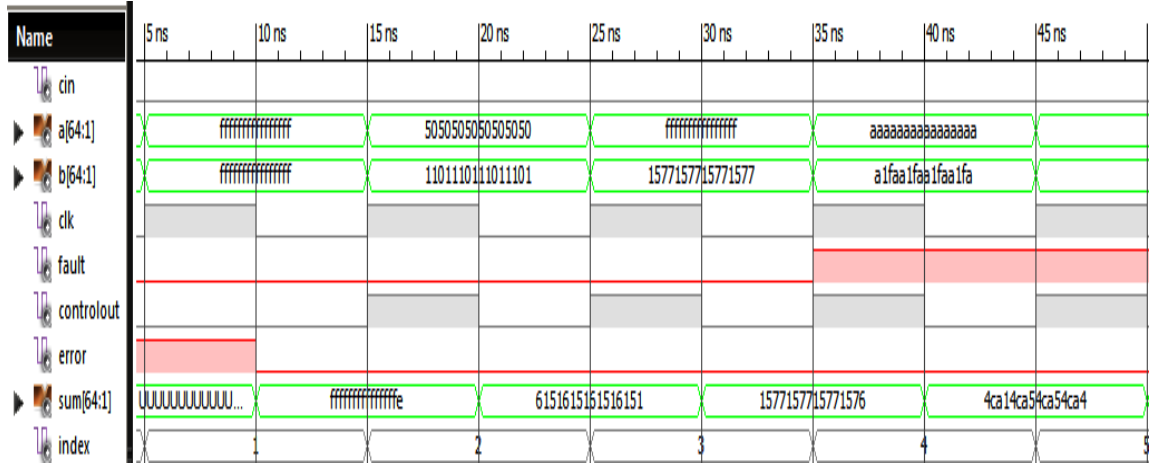 Name 5 ns 10 ns 15 ns 20 ns 25 ns 30 ns 35 ns 40 ns 45 ns
cin
a[64:1] ffffffffffffffff 5050505050505050 ffffffffffffffff aaaaaaaaaaaaaaaa
b[64:1] ffffffffffffffff 1101110111011101 1577157715771577 a1faa1faa1faa1fa
clk
fault
controlout
error
sum[64:1] UUUUUUUUUUUU... fffffffffffffffe 6151615161516151 1577157715771576 4ca14ca54ca54ca4
index 1 2 3 4 5